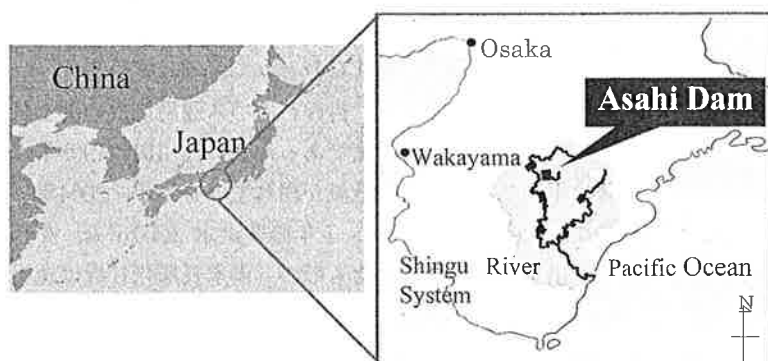 China
Japan
Osaka
Asahi Dam
Wakayama
Shingu River
System
Pacific Ocean
N